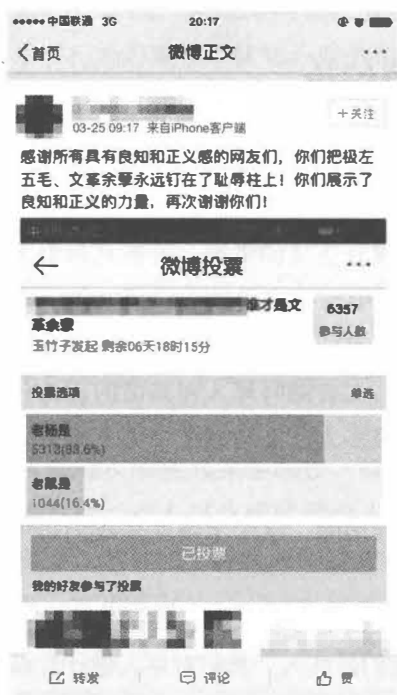 中国联通 3G 20:17
首页 微博正文
+关注
03-25 09:17 来自iPhone客户端
感谢所有具有良知和正义感的网友们，你们把极左
五毛、文革余孽永远钉在了耻辱柱上！你们展示了
良知和正义的力量，再次谢谢你们！
微博投票
谁才是文
革余孽
6357
参与人数
玉竹子发起 剩余06天18时15分
投票选项 单选
老杨是
5313(83.6%)
老鼠是
1044(16.4%)
已投票
我的好友参与了投票
转发 评论 赞